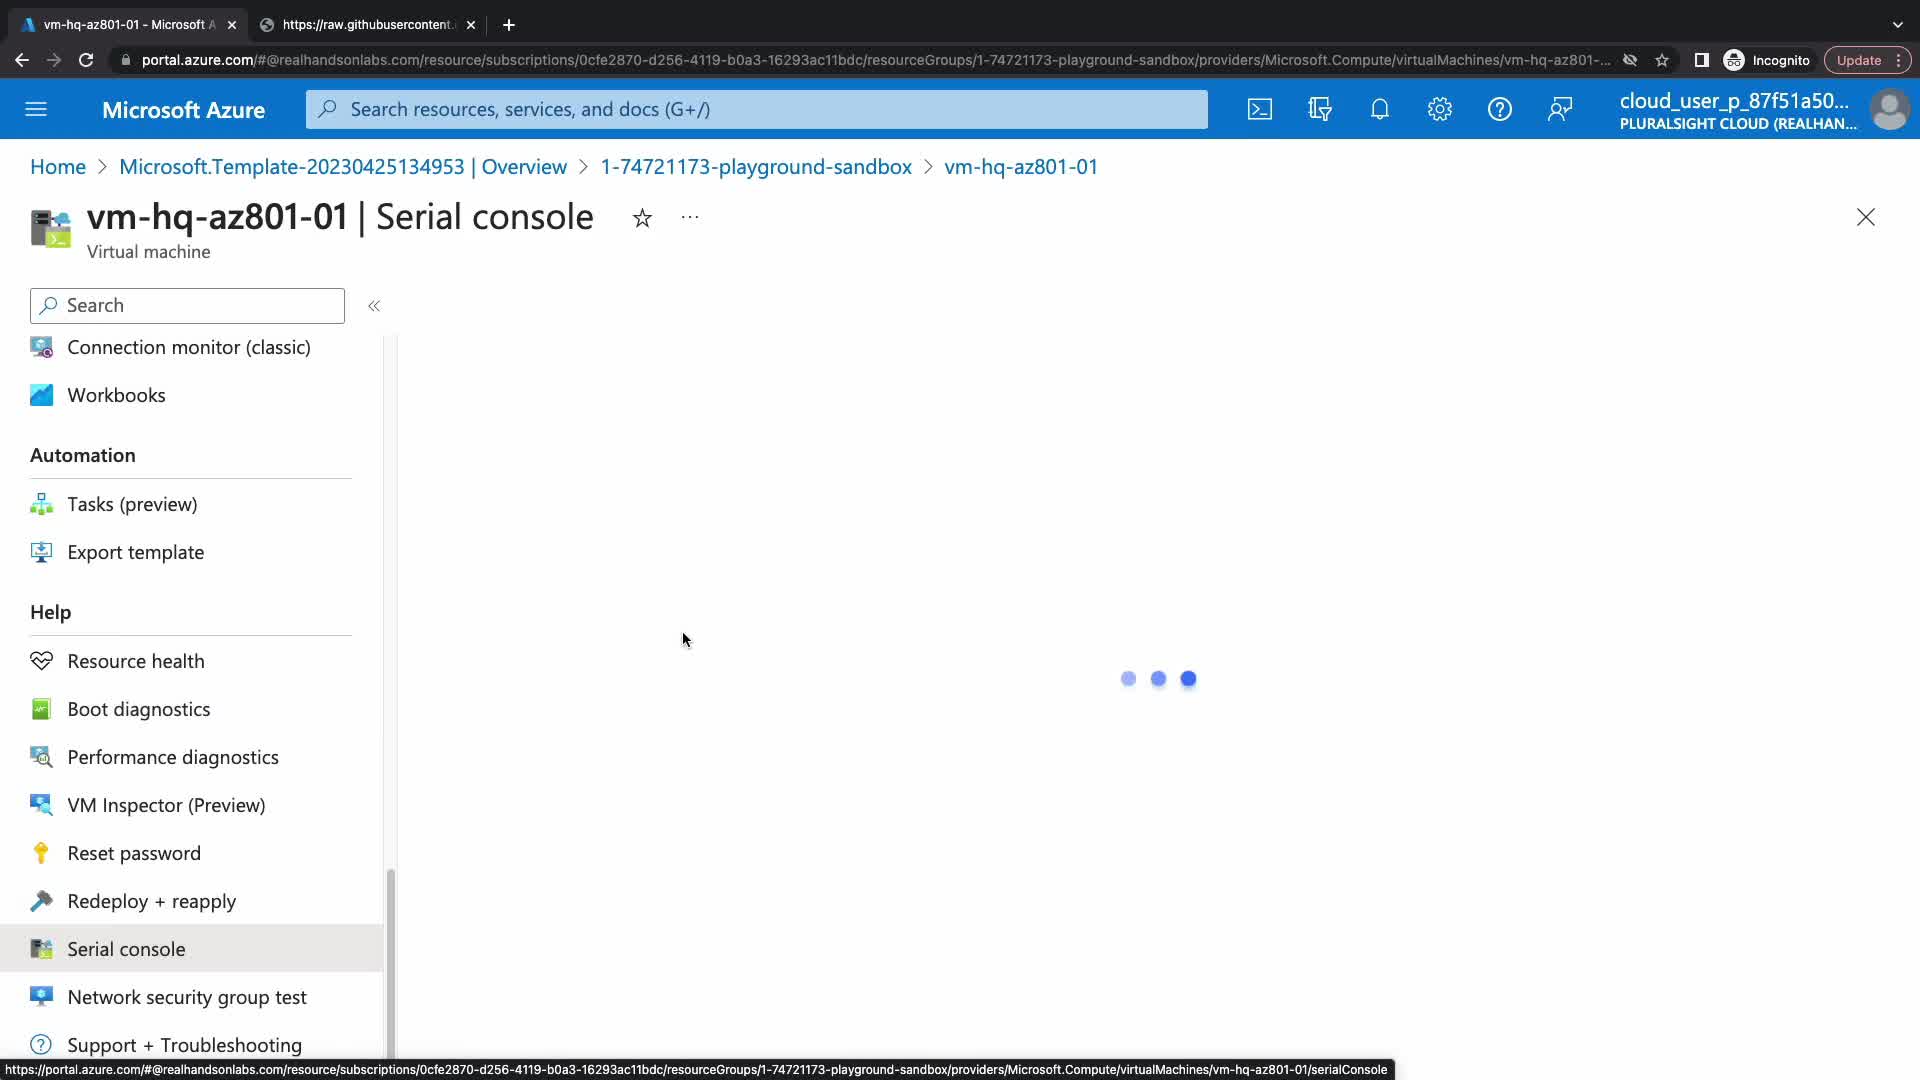 vm-hq-az801-01 - Microsoft A
https://raw.githubusercontent.
portal.azure.com/#@realhandsonlabs.com/resource/subscriptions/0cfe2870-d256-4119-b0a3-16293ac11bdc/resourceGroups/1-74721173-playground-sandbox/providers/Microsoft.Compute/virtualMachines/vm-hq-az801-...
Incognito
Update
Microsoft Azure
Search resources, services, and docs (G+/)
cloud_user_p_87f51a50...
PLURALSIGHT CLOUD (REALHAN...
Home > Microsoft.Template-20230425134953 | Overview > 1-74721173-playground-sandbox > vm-hq-az801-01
vm-hq-az801-01 | Serial console
Virtual machine
Search
Connection monitor (classic)
Workbooks
Automation
Tasks (preview)
Export template
Help
Resource health
Boot diagnostics
Performance diagnostics
VM Inspector (Preview)
Reset password
Redeploy + reapply
Serial console
Network security group test
Support + Troubleshooting
https://portal.azure.com/#@realhandsonlabs.com/resource/subscriptions/0cfe2870-d256-4119-b0a3-16293ac11bdc/resourceGroups/1-74721173-playground-sandbox/providers/Microsoft.Compute/virtualMachines/vm-hq-az801-01/serialConsole